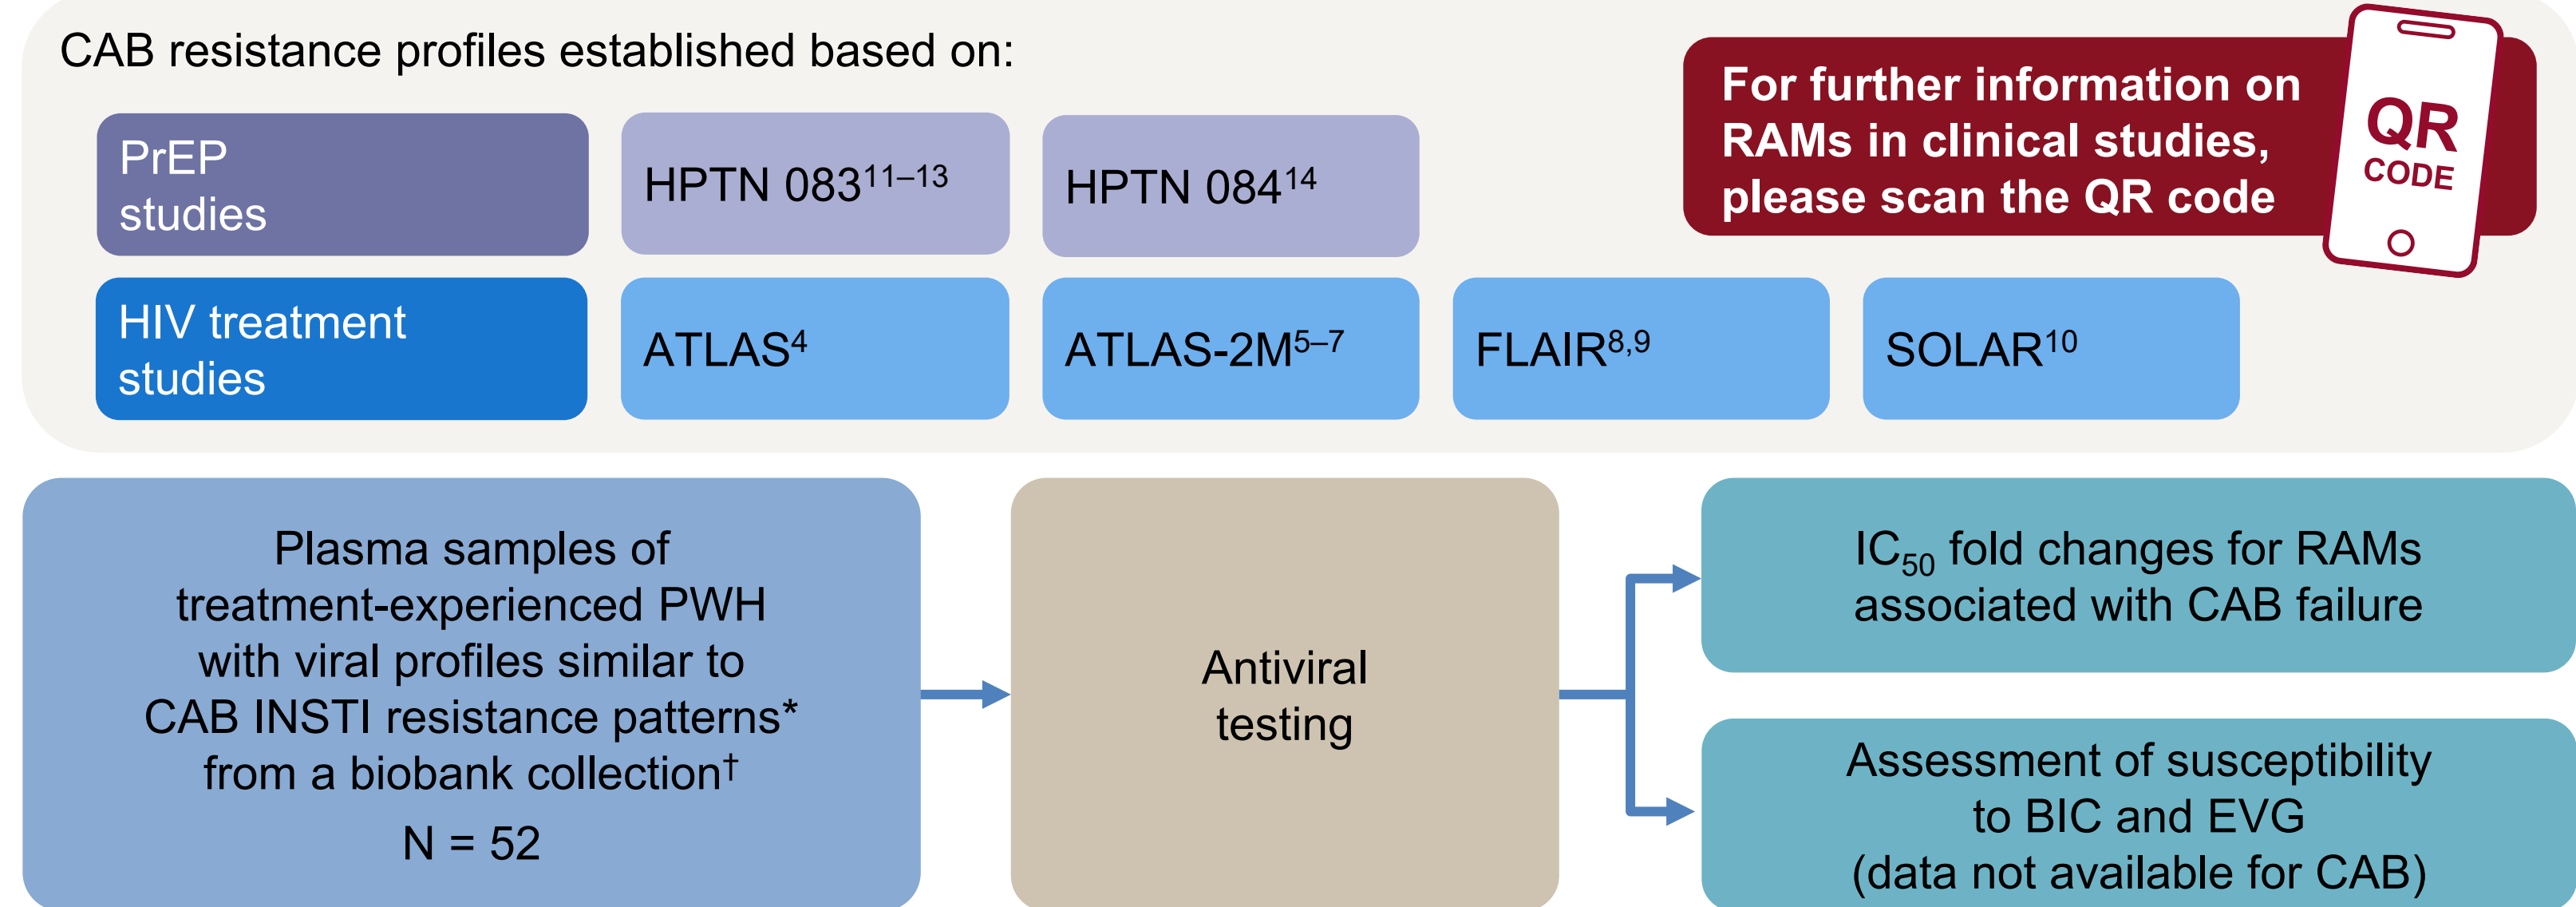 CAB resistance profiles established based on:
For further information on
RAMs in clinical studies,
please scan the QR code
QR
CODE
PrEP
studies
HPTN 083¹¹⁻¹³
HPTN 084¹⁴
HIV treatment
studies
ATLAS⁴
ATLAS-2M⁵⁻⁷
FLAIR⁸,⁹
SOLAR¹⁰
Plasma samples of
treatment-experienced PWH
with viral profiles similar to
CAB INSTI resistance patterns*
from a biobank collection†
N = 52
Antiviral
testing
IC₅₀ fold changes for RAMs
associated with CAB failure
Assessment of susceptibility
to BIC and EVG
(data not available for CAB)